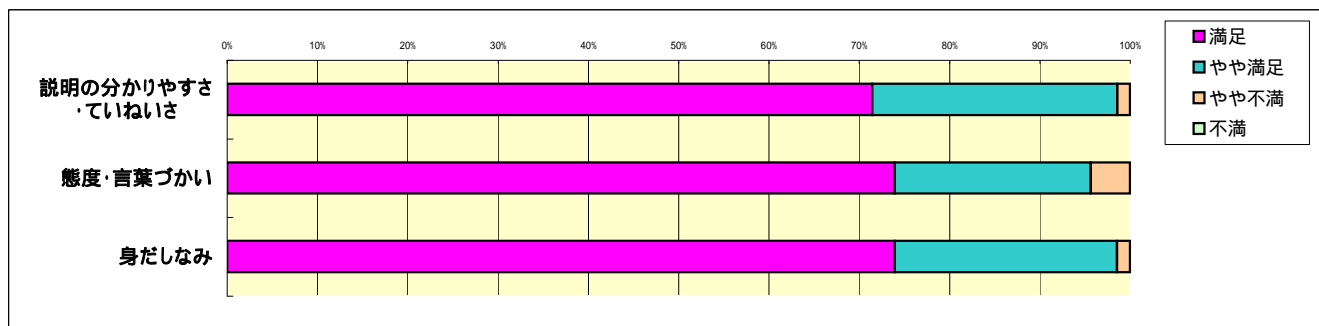 0% 10% 20% 30% 40% 50% 60% 70% 80% 90% 100%
説明の分かりやすさ
・ていねいさ
態度・言葉づかい
身だしなみ
満足
やや満足
やや不満
不満